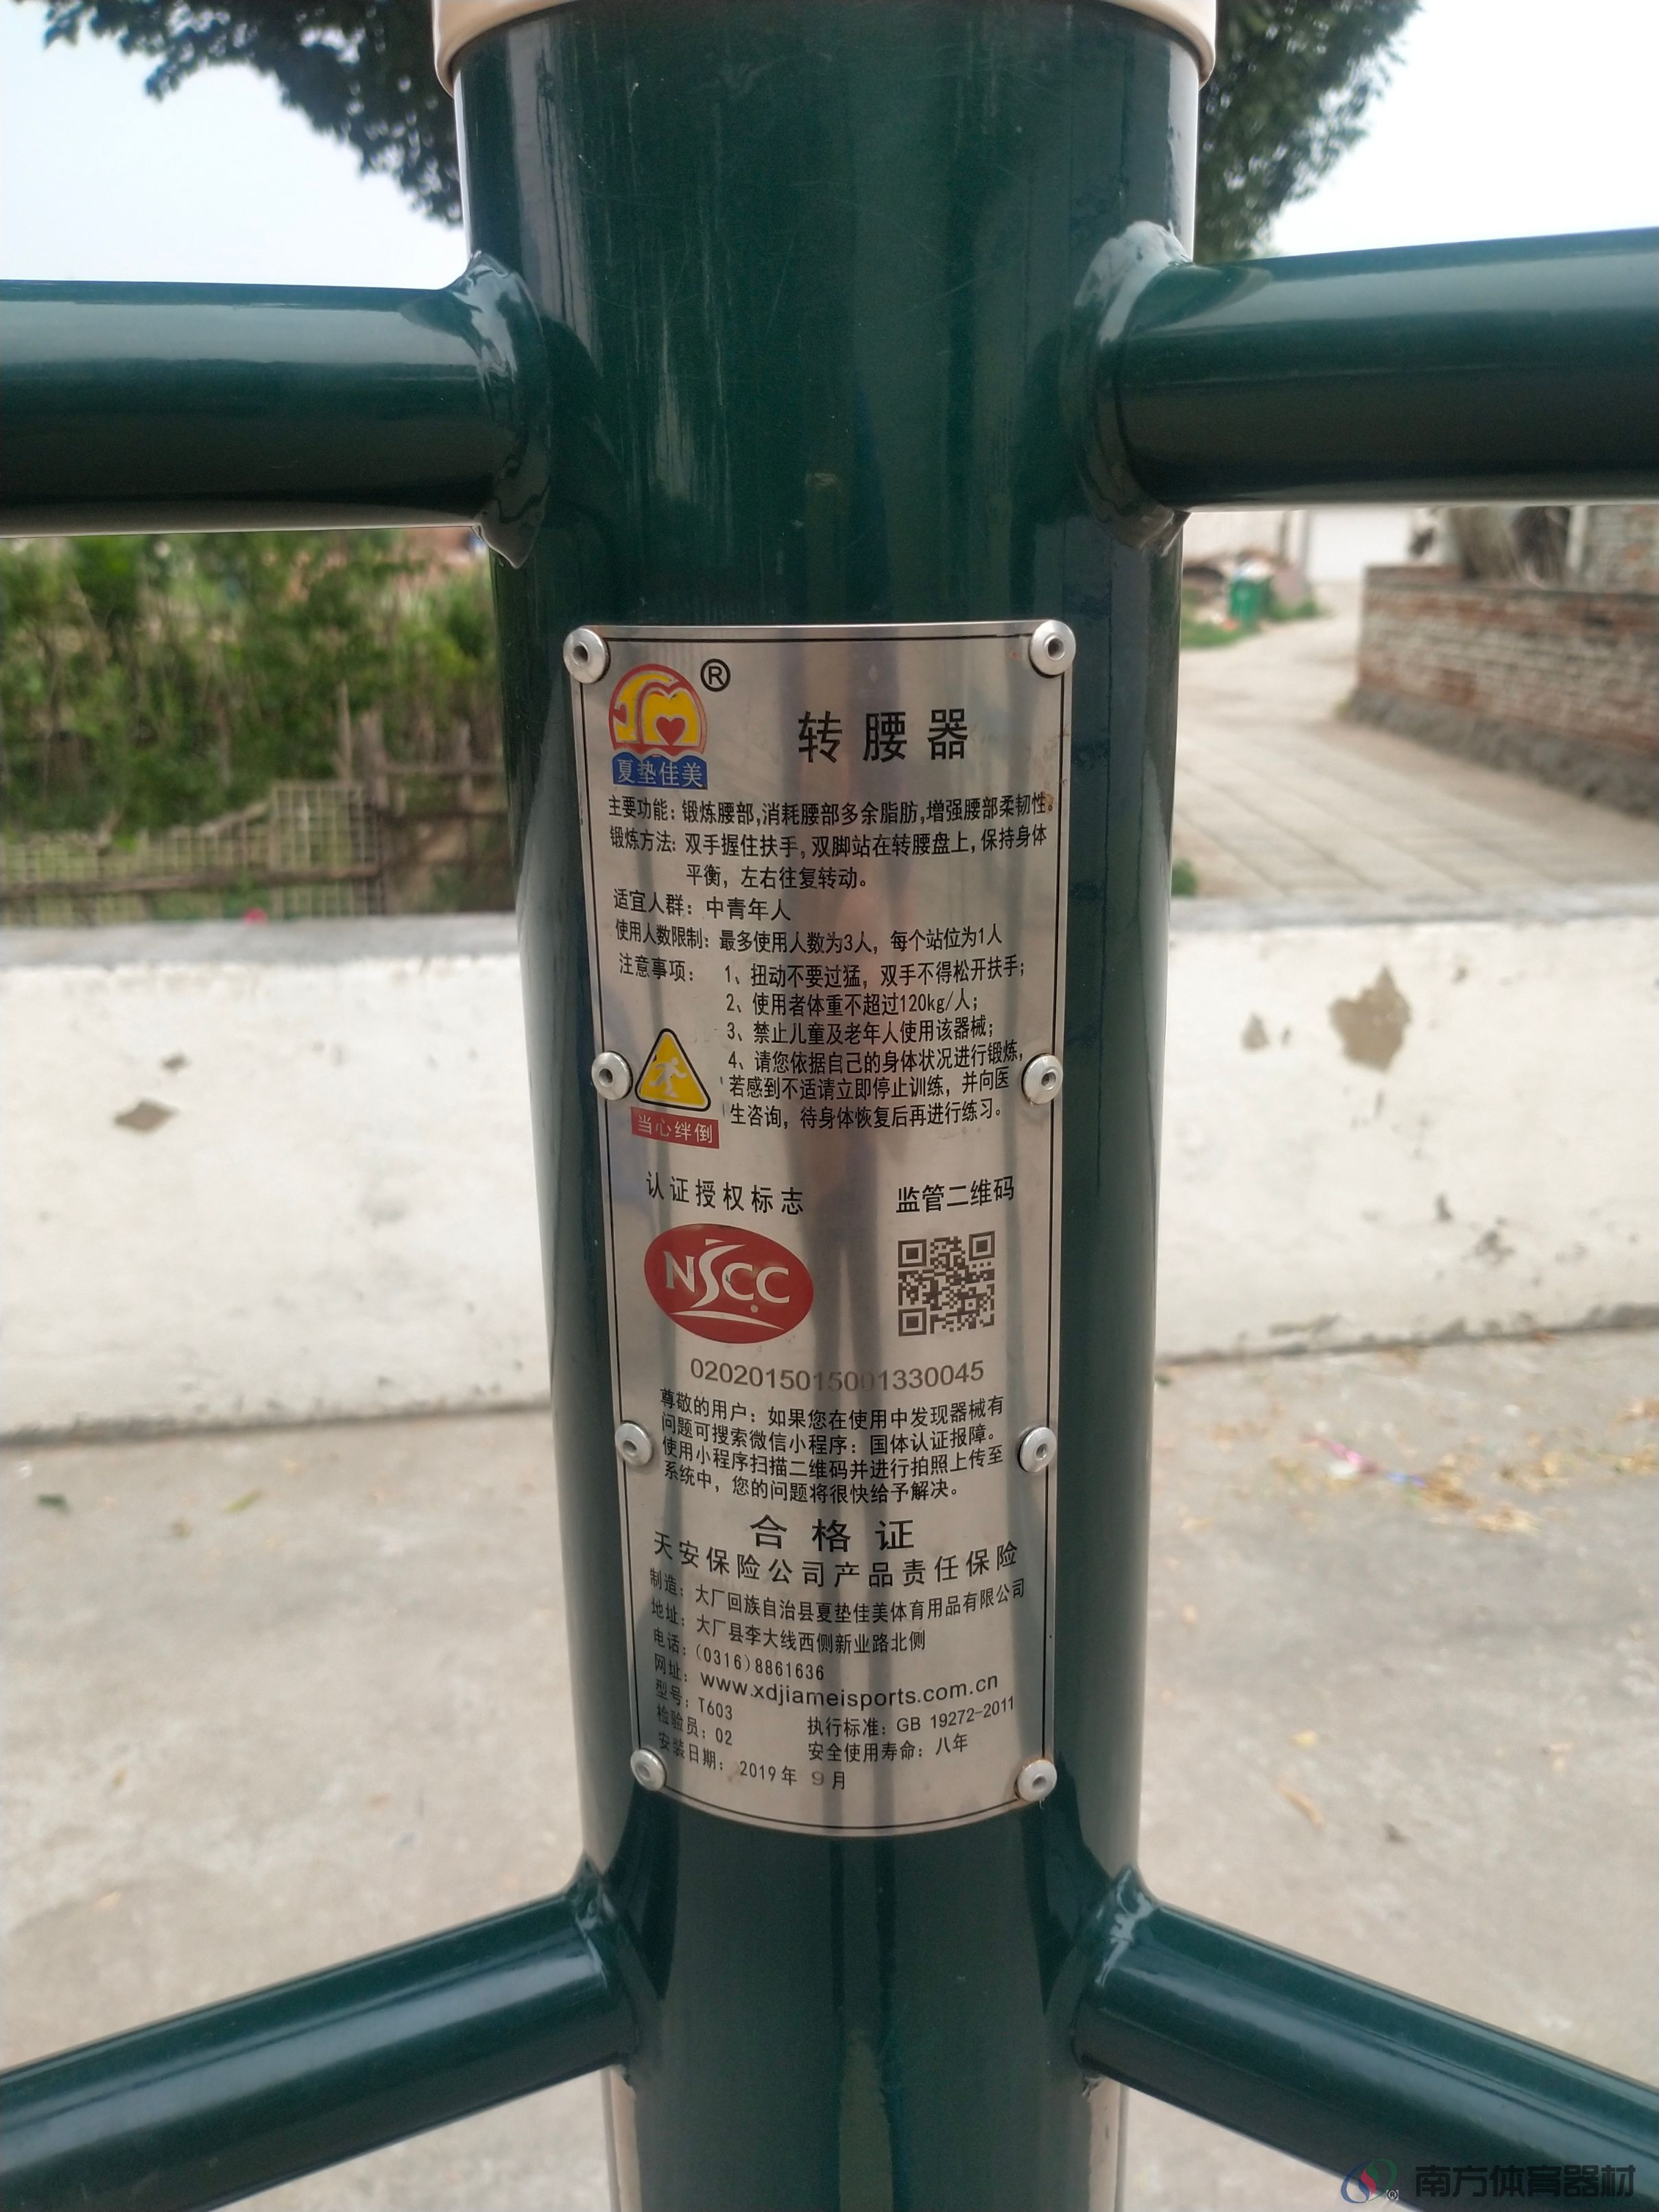 ®
夏垫佳美
转腰器
主要功能：锻炼腰部,消耗腰部多余脂肪,增强腰部柔韧性。
锻炼方法：双手握住扶手，双脚站在转腰盘上，保持身体
平衡，左右往复转动。
适宜人群：中青年人
使用人数限制：最多使用人数为3人，每个站位为1人
注意事项：
1、扭动不要过猛，双手不得松开扶手；
2、使用者体重不超过120kg/人；
3、禁止儿童及老年人使用该器械；
4、请您依据自己的身体状况进行锻炼，
若感到不适请立即停止训练，并向医
生咨询，待身体恢复后再进行练习。
当心绊倒
认证授权标志 监管二维码
NSCC
0202015015001330045
尊敬的用户：如果您在使用中发现器械有
问题可搜索微信小程序：国体认证报障。
使用小程序扫描二维码并进行拍照上传至
系统中，您的问题将很快给予解决。
合格证
天安保险公司产品责任保险
制造：大厂回族自治县夏垫佳美体育用品有限公司
地址：大厂县李大线西侧新业路北侧
电话：(0316)8861636
网址：www.xdjiameisports.com.cn
型号：T603 执行标准：GB 19272-2011
检验员：02 安全使用寿命：八年
安装日期：2019年 9月
南方体育器材
®